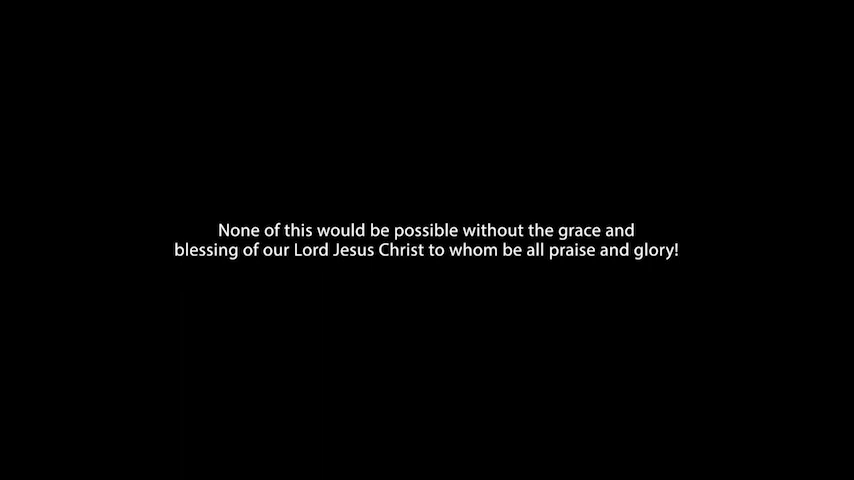 None of this would be possible without the grace and
blessing of our Lord Jesus Christ to whom be all praise and glory!